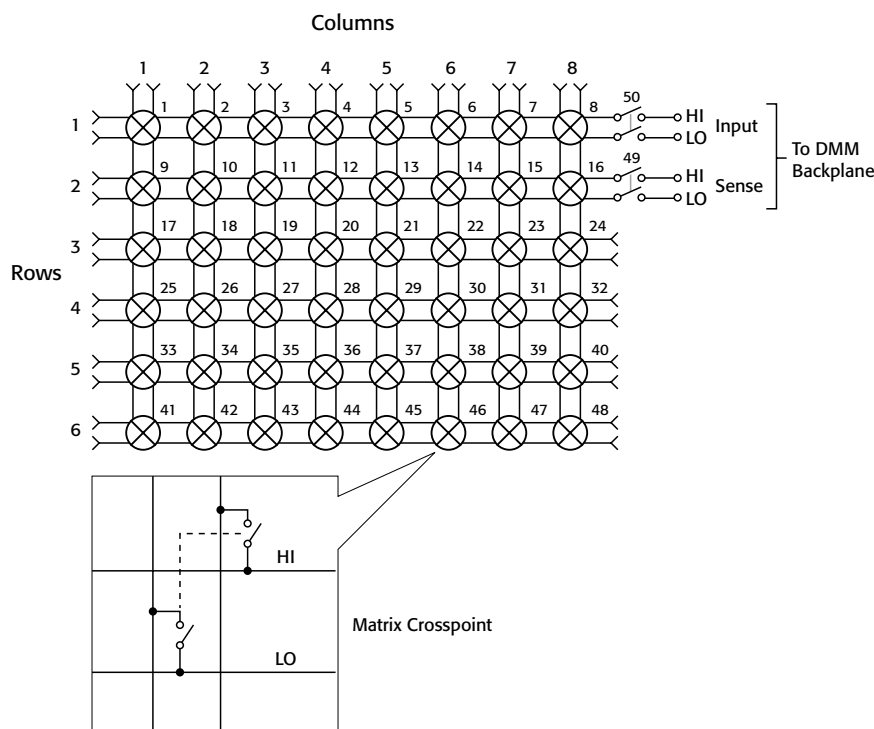 Columns
1 2 3 4 5 6 7 8
1 2 3 4 5 6 7 8 50
1 HI Input
LO
To DMM
Backplane
9 10 11 12 13 14 15 16 49
2 HI Sense
LO
17 18 19 20 21 22 23 24
3
Rows
25 26 27 28 29 30 31 32
4
33 34 35 36 37 38 39 40
5
41 42 43 44 45 46 47 48
6
HI
Matrix Crosspoint
LO